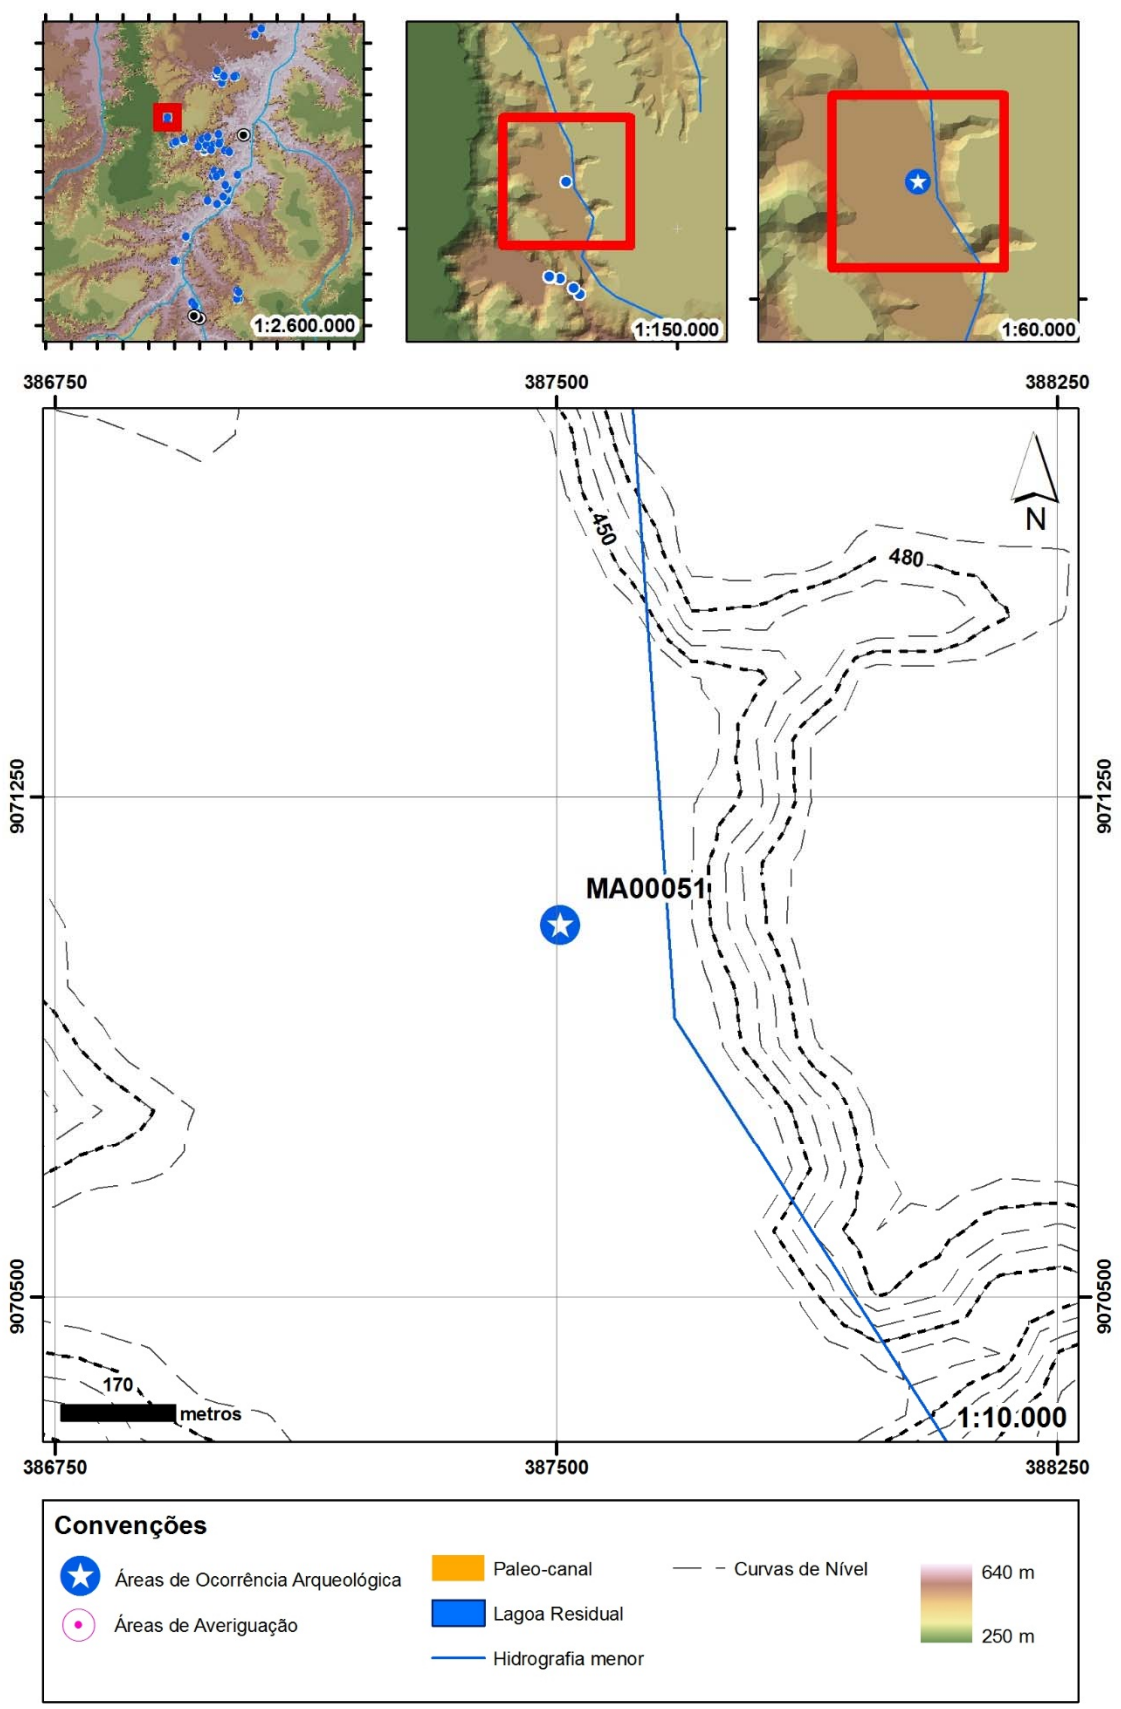 1:2.600.000
1:150.000
1:60.000
386750 387500 388250
N
450
480
9071250 9071250
MA00051
9070500 9070500
170
metros
1:10.000
386750 387500 388250
Convenções
Áreas de Ocorrência Arqueológica
Áreas de Averiguação
Paleo-canal
Lagoa Residual
Hidrografia menor
Curvas de Nível
640 m
250 m